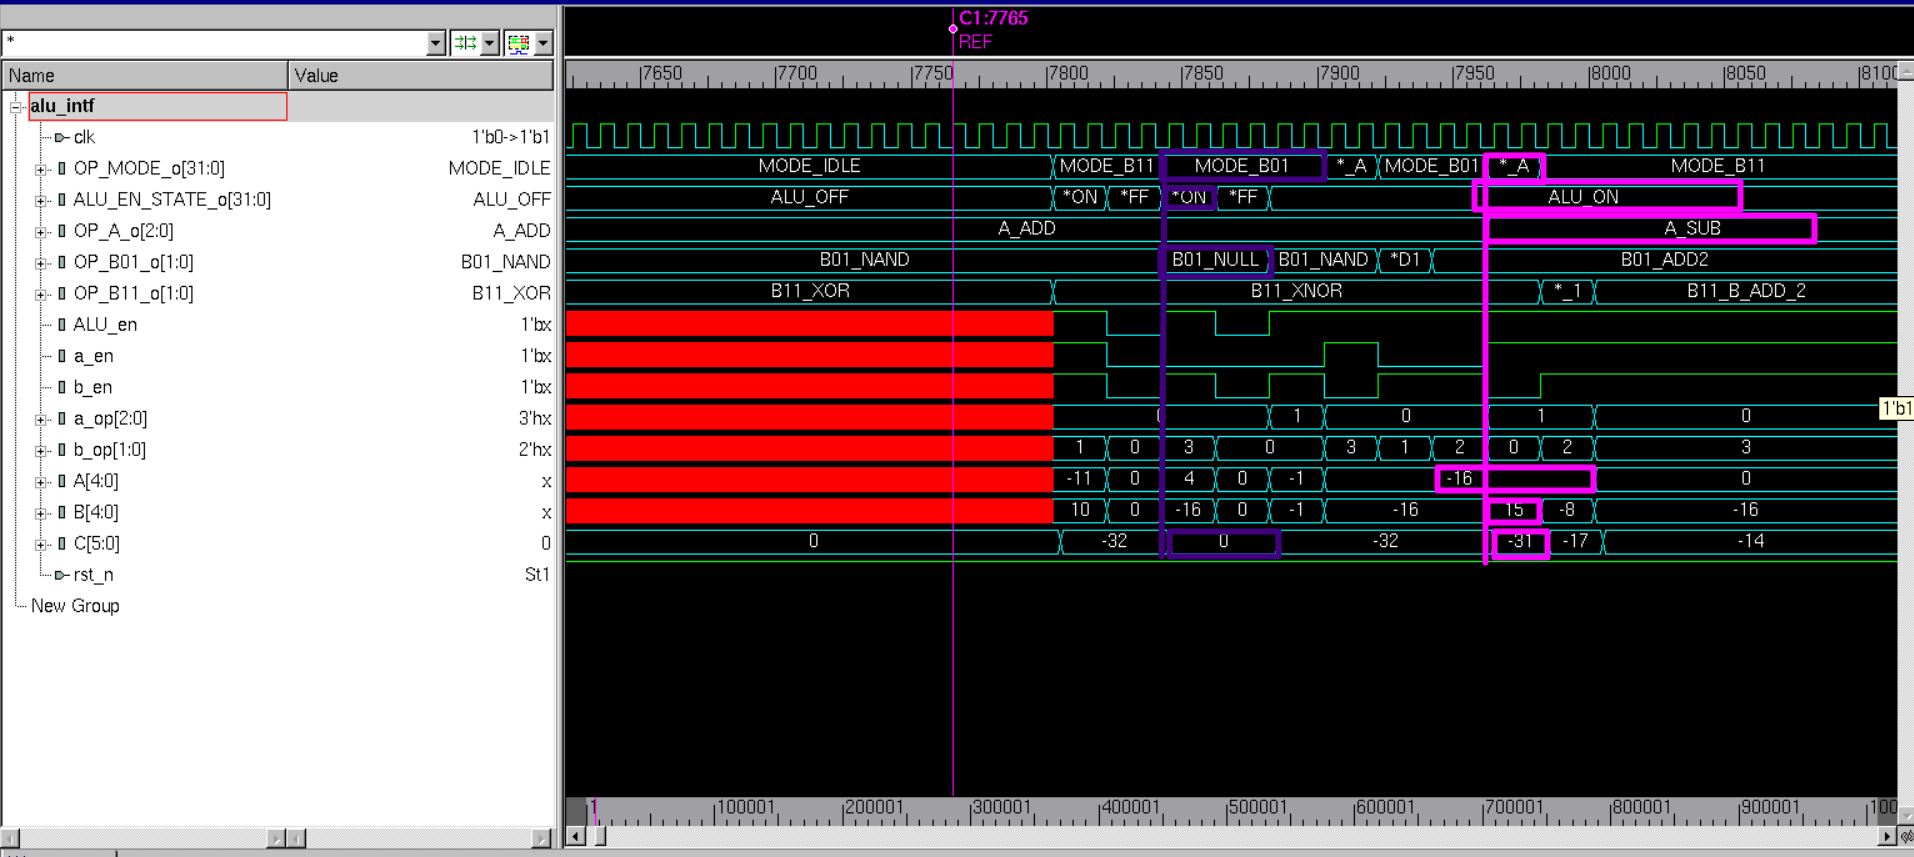 C1:7765
REF
*
Name Value
7650 7700 7750 7800 7850 7900 7950 8000 8050 8100
alu_intf
clk 1'b0->1'b1
OP_MODE_o[31:0] MODE_IDLE MODE_IDLE MODE_B11 MODE_B01 *_A MODE_B01 *_A MODE_B11
ALU_EN_STATE_o[31:0] ALU_OFF ALU_OFF *ON *FF *ON *FF ALU_ON
OP_A_o[2:0] A_ADD A_ADD A_SUB
OP_B01_o[1:0] B01_NAND B01_NAND B01_NULL B01_NAND *D1 B01_ADD2
OP_B11_o[1:0] B11_XOR B11_XOR B11_XNOR *_1 B11_B_ADD_2
ALU_en 1'bx
a_en 1'bx
b_en 1'bx
1'b1
a_op[2:0] 3'hx 0 1 0 1 0
b_op[1:0] 2'hx 1 0 3 0 3 1 2 0 2 3
A[4:0] x -11 0 4 0 -1 -16 0
B[4:0] x 10 0 -16 0 -1 -16 15 -8 -16
C[5:0] 0 0 -32 0 -32 -31 -17 -14
rst_n St1
New Group
1 100001 200001 300001 400001 500001 600001 700001 800001 900001 100